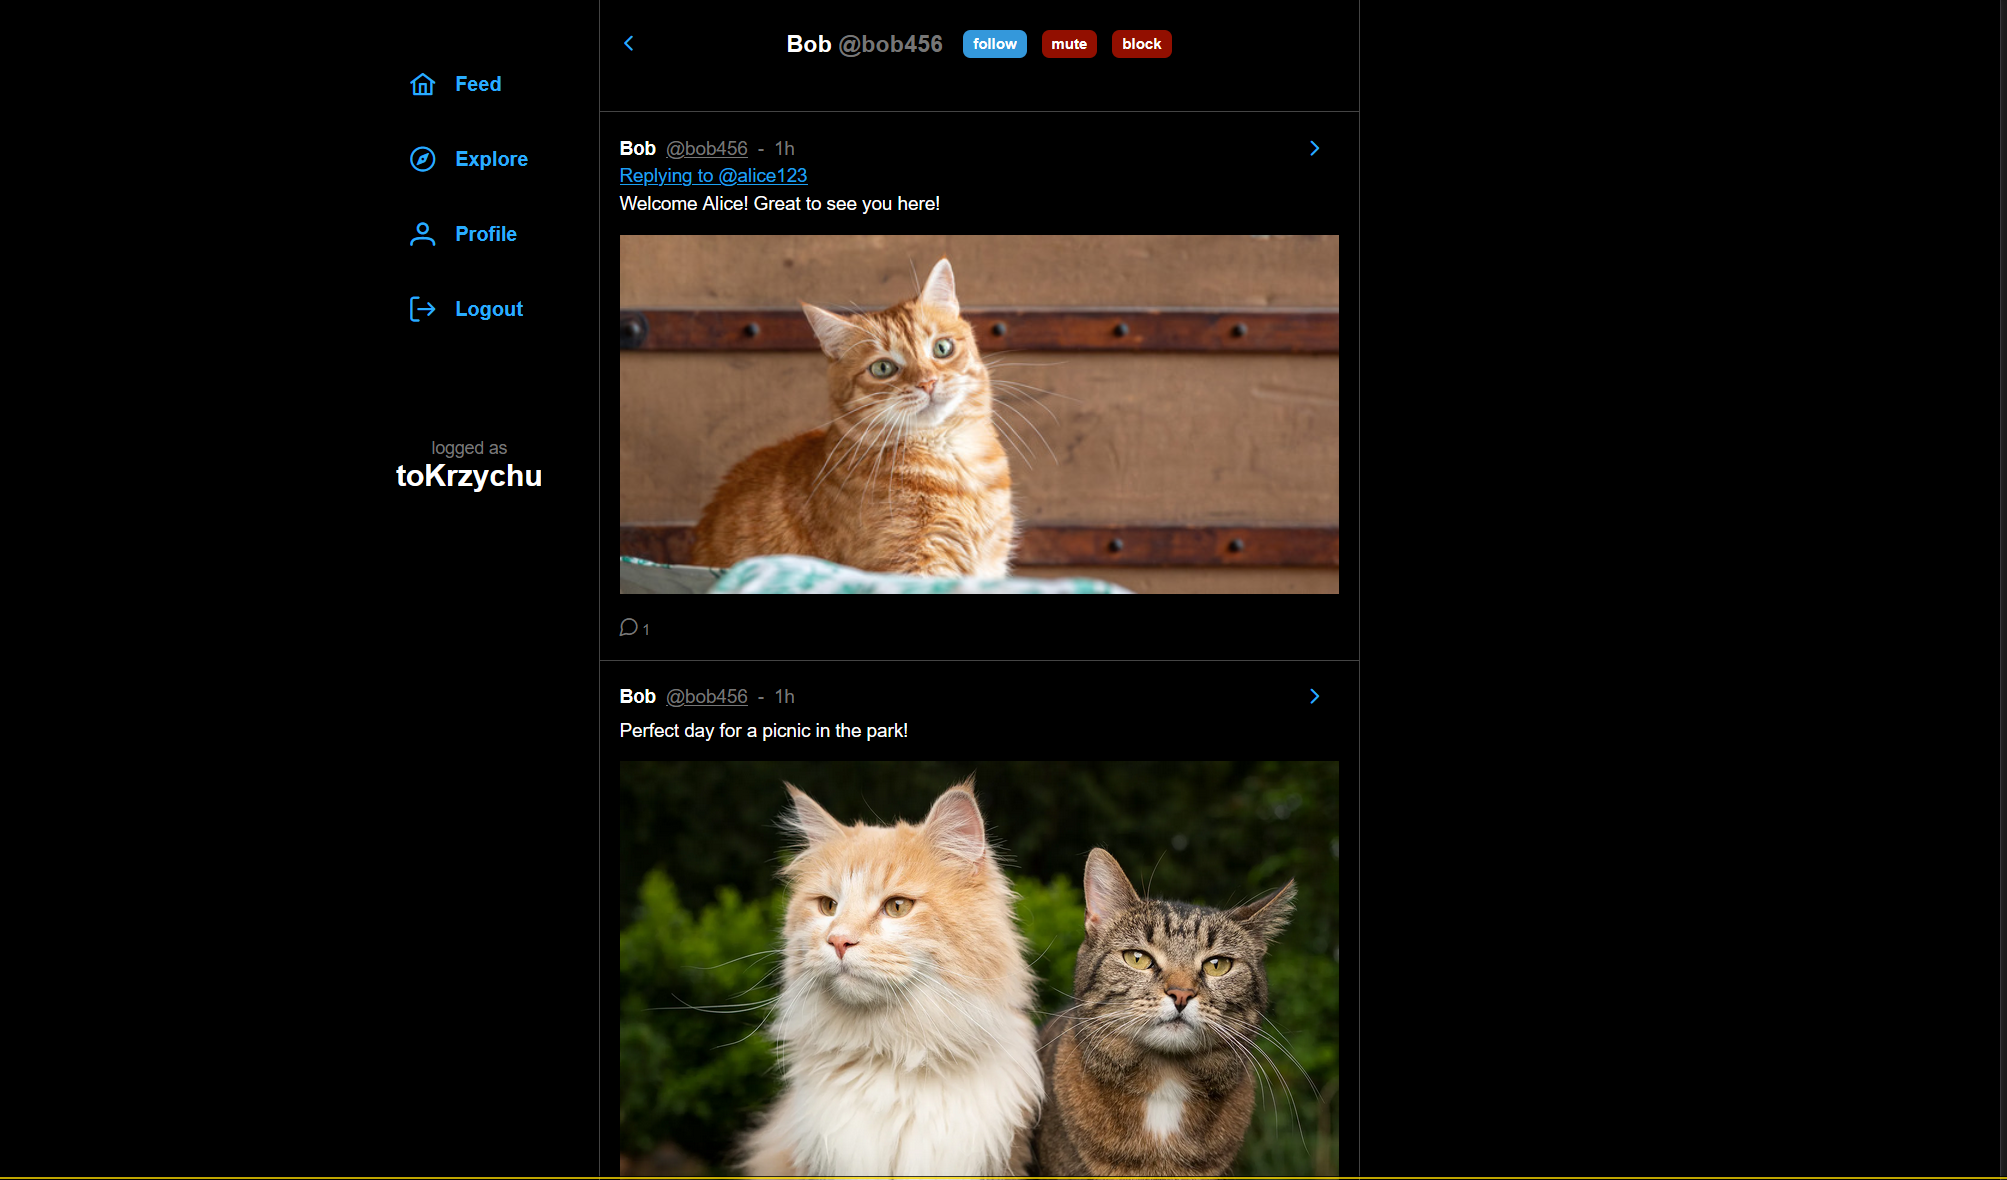 Feed
Explore
Profile
Logout
logged as
toKrzychu
Bob @bob456 follow mute block
Bob @bob456 - 1h
Replying to @alice123
Welcome Alice! Great to see you here!
1
Bob @bob456 - 1h
Perfect day for a picnic in the park!